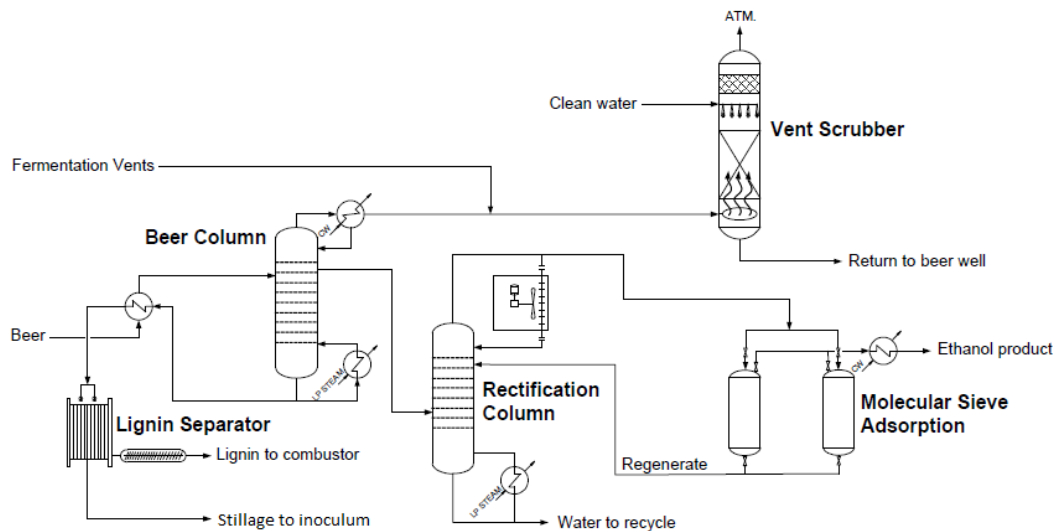 ATM.
Clean water
Vent Scrubber
Fermentation Vents
CW
Beer Column
Return to beer well
Beer
LP STEAM
Ethanol product
CW
Rectification
Column
Molecular Sieve
Adsorption
Lignin Separator
Lignin to combustor
Regenerate
LP STEAM
Stillage to inoculum
Water to recycle